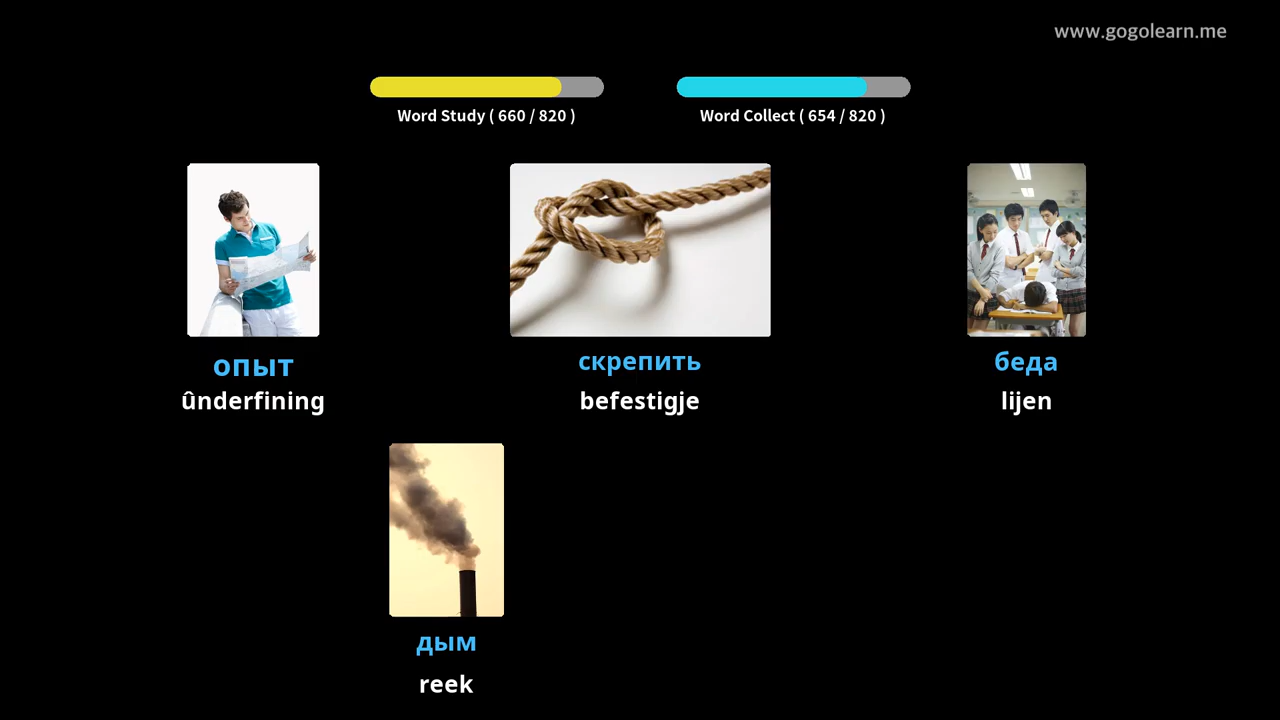 www.gogolearn.me
Word Study ( 660 / 820 )
Word Collect ( 654 / 820 )
опыт
ûnderfining
скрепить
befestigje
беда
lijen
дым
reek